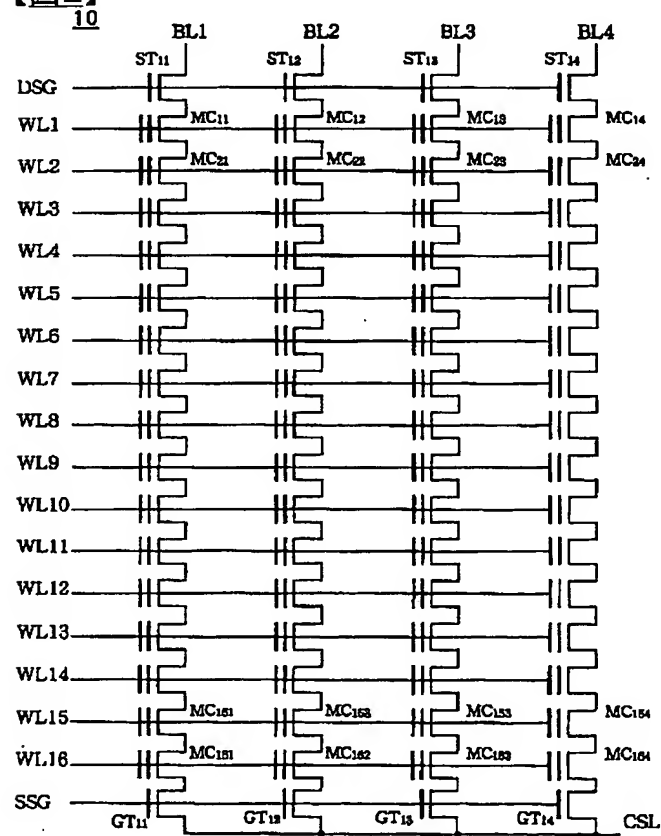 10
BL1 BL2 BL3 BL4
ST11 ST12 ST13 ST14
DSG
WL1 MC11 MC12 MC13 MC14
WL2 MC21 MC22 MC23 MC24
WL3
WL4
WL5
WL6
WL7
WL8
WL9
WL10
WL11
WL12
WL13
WL14
WL15 MC151 MC152 MC153 MC154
WL16 MC161 MC162 MC163 MC164
SSG
GT11 GT12 GT13 GT14 CSL